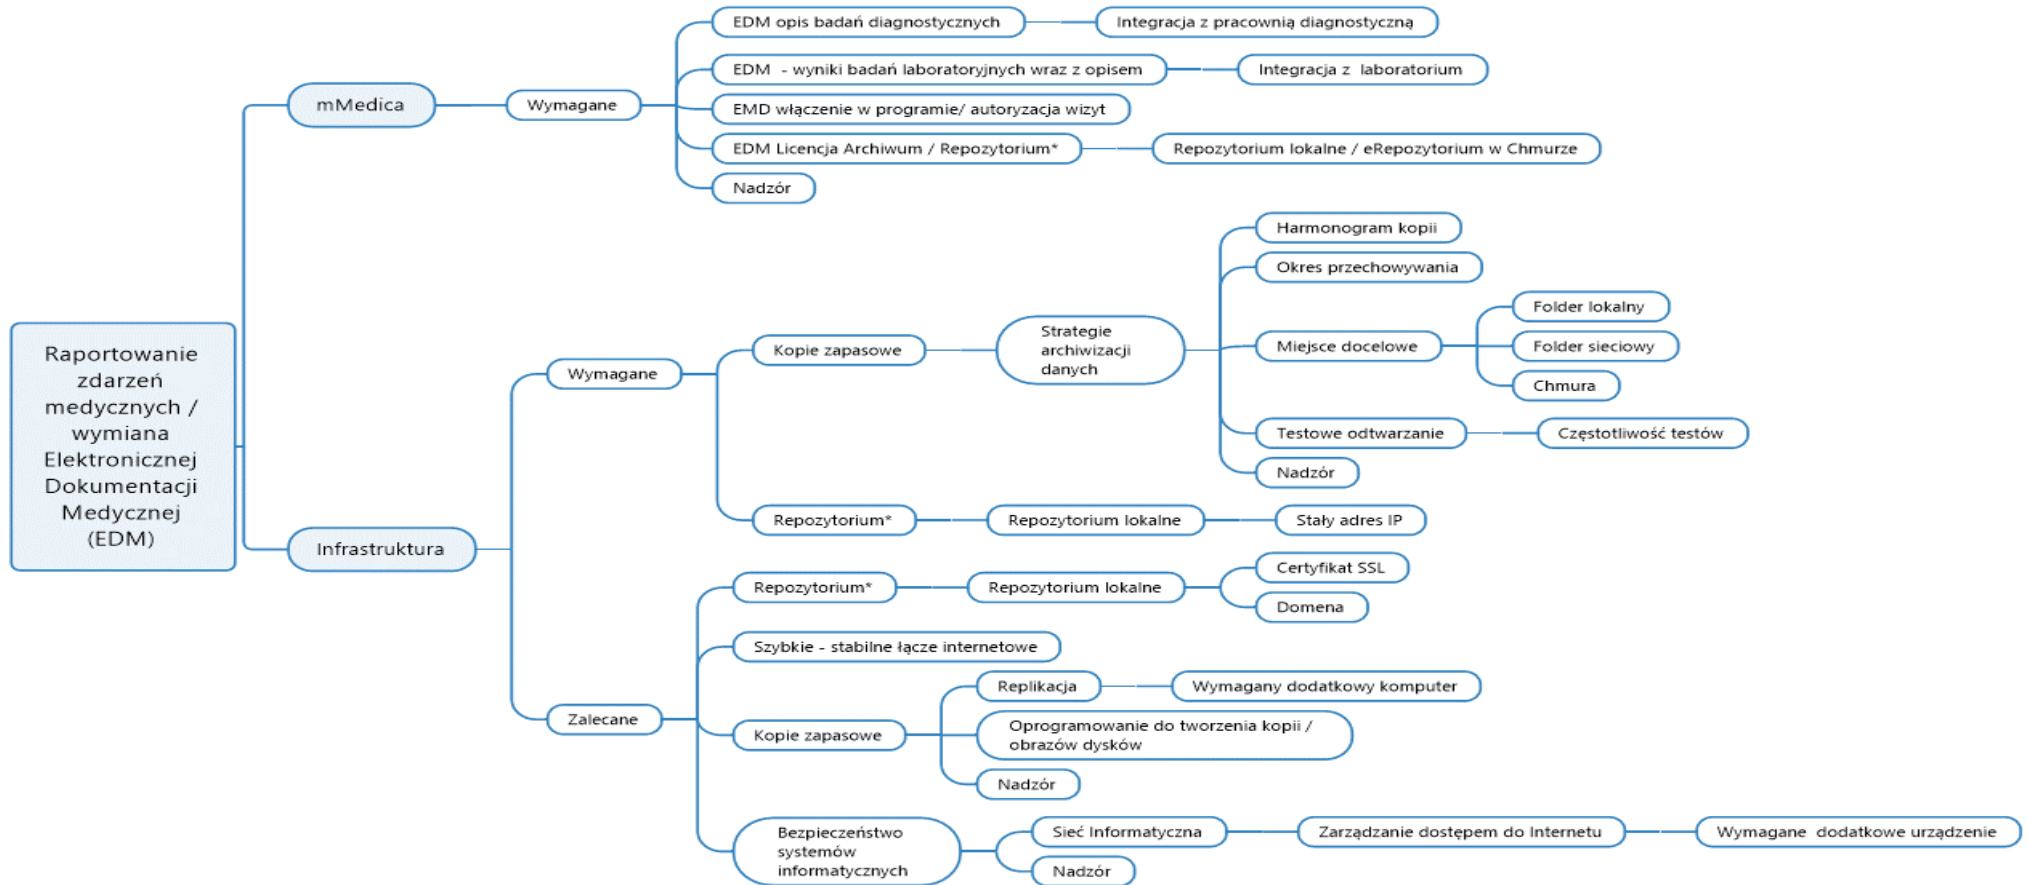 Raportowanie
zdarzeń
medycznych /
wymiana
Elektronicznej
Dokumentacji
Medycznej
(EDM)
mMedica
Wymagane
EDM opis badań diagnostycznych
Integracja z pracownią diagnostyczną
EDM - wyniki badań laboratoryjnych wraz z opisem
Integracja z laboratorium
EMD włączenie w programie/ autoryzacja wizyt
EDM Licencja Archiwum / Repozytorium*
Repozytorium lokalne / eRepozytorium w Chmurze
Nadzór
Infrastruktura
Wymagane
Kopie zapasowe
Strategie
archiwizacji
danych
Harmonogram kopii
Okres przechowywania
Miejsce docelowe
Folder lokalny
Folder sieciowy
Chmura
Testowe odtwarzanie
Częstotliwość testów
Nadzór
Repozytorium*
Repozytorium lokalne
Stały adres IP
Zalecane
Repozytorium*
Repozytorium lokalne
Certyfikat SSL
Domena
Szybkie - stabilne łącze internetowe
Kopie zapasowe
Replikacja
Wymagany dodatkowy komputer
Oprogramowanie do tworzenia kopii /
obrazów dysków
Nadzór
Bezpieczeństwo
systemów
informatycznych
Sieć Informatyczna
Zarządzanie dostępem do Internetu
Wymagane dodatkowe urządzenie
Nadzór